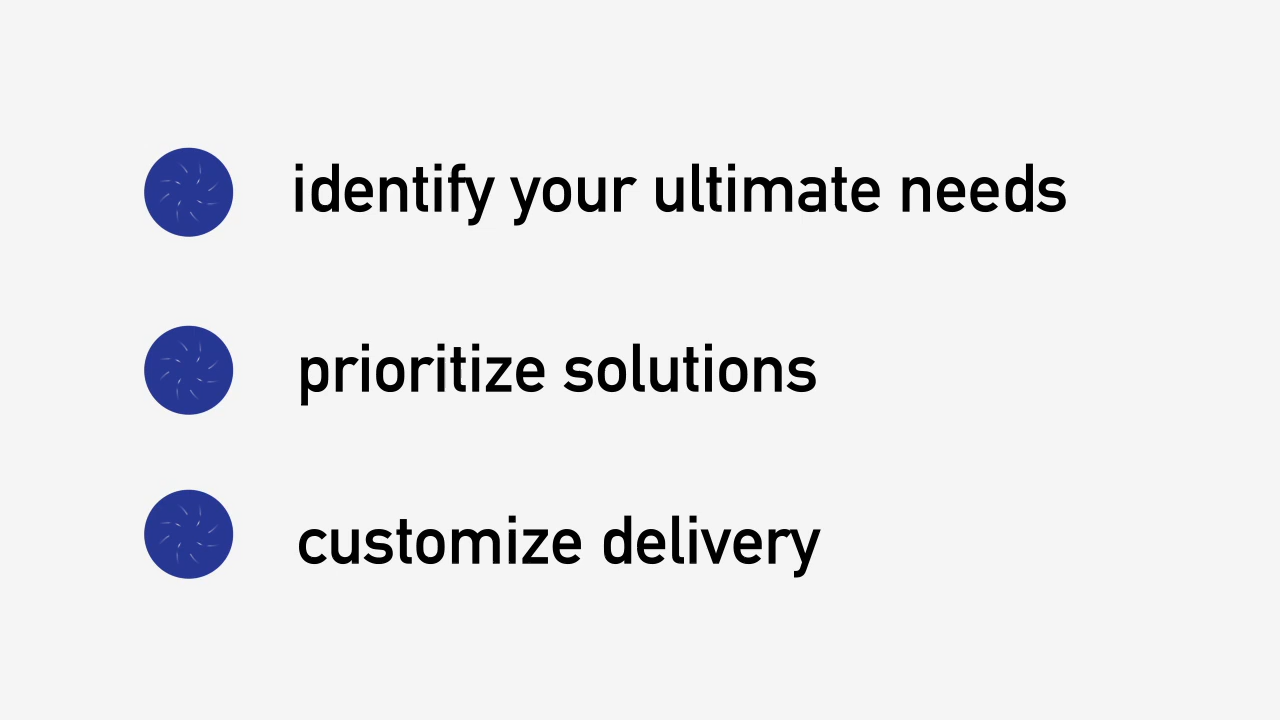 identify your ultimate needs
prioritize solutions
customize delivery